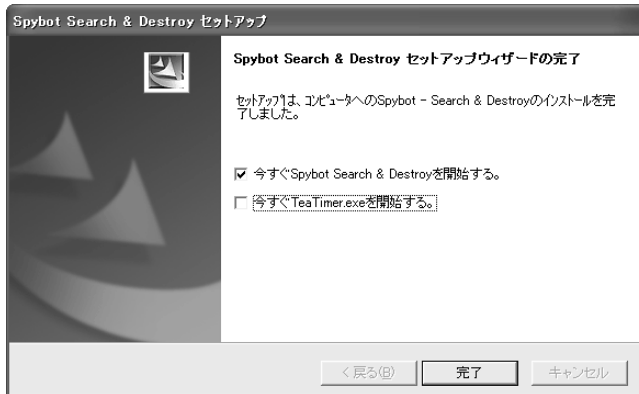 Spybot Search & Destroy セットアップ
Spybot Search & Destroy セットアップウィザードの完了
セットアップは、コンピュータへのSpybot - Search & Destroyのインストールを完
了しました。
今すぐSpybot Search & Destroyを開始する。
今すぐTeaTimer.exeを開始する。
< 戻る(B)
完了
キャンセル